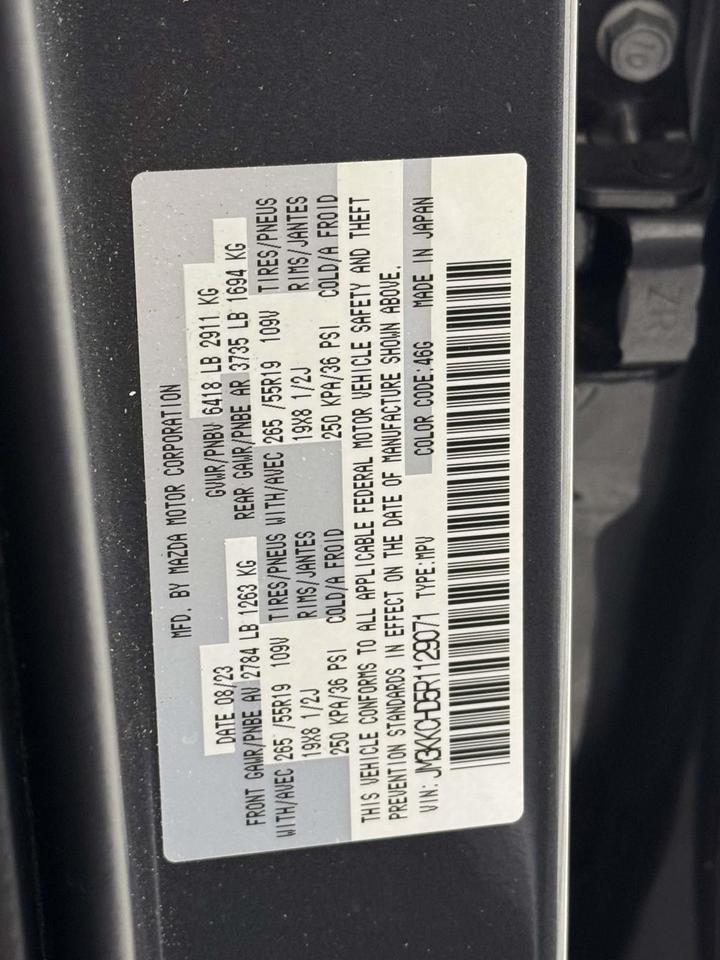 MFD. BY MAZDA MOTOR CORPORATION
DATE 08/23 GVWR/PNBV 6418 LB 2911 KG
FRONT GAWR/PNBE AV 2784 LB 1263 KG REAR GAWR/PNBE AR 3735 LB 1694 KG
WITH/AVEC 265 /55R19 109V TIRES/PNEUS WITH/AVEC 265 /55R19 109V TIRES/PNEUS
19X8 1/2J RIMS/JANTES 19X8 1/2J RIMS/JANTES
250 KPA/36 PSI COLD/A FROID 250 KPA/36 PSI COLD/A FROID
THIS VEHICLE CONFORMS TO ALL APPLICABLE FEDERAL MOTOR VEHICLE SAFETY AND THEFT
PREVENTION STANDARDS IN EFFECT ON THE DATE OF MANUFACTURE SHOWN ABOVE.
VIN: JM3KKCHD5R1129071 TYPE:MPV COLOR CODE:46G MADE IN JAPAN